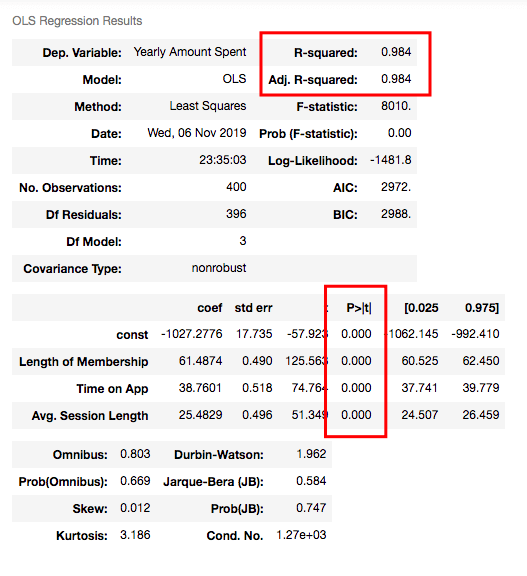 OLS Regression Results
Dep. Variable: Yearly Amount Spent R-squared: 0.984
Model: OLS Adj. R-squared: 0.984
Method: Least Squares F-statistic: 8010.
Date: Wed, 06 Nov 2019 Prob (F-statistic): 0.00
Time: 23:35:03 Log-Likelihood: -1481.8
No. Observations: 400 AIC: 2972.
Df Residuals: 396 BIC: 2988.
Df Model: 3
Covariance Type: nonrobust
coef std err P>|t| [0.025 0.975]
const -1027.2776 17.735 -57.923 0.000 -1062.145 -992.410
Length of Membership 61.4874 0.490 125.563 0.000 60.525 62.450
Time on App 38.7601 0.518 74.764 0.000 37.741 39.779
Avg. Session Length 25.4829 0.496 51.349 0.000 24.507 26.459
Omnibus: 0.803 Durbin-Watson: 1.962
Prob(Omnibus): 0.669 Jarque-Bera (JB): 0.584
Skew: 0.012 Prob(JB): 0.747
Kurtosis: 3.186 Cond. No. 1.27e+03